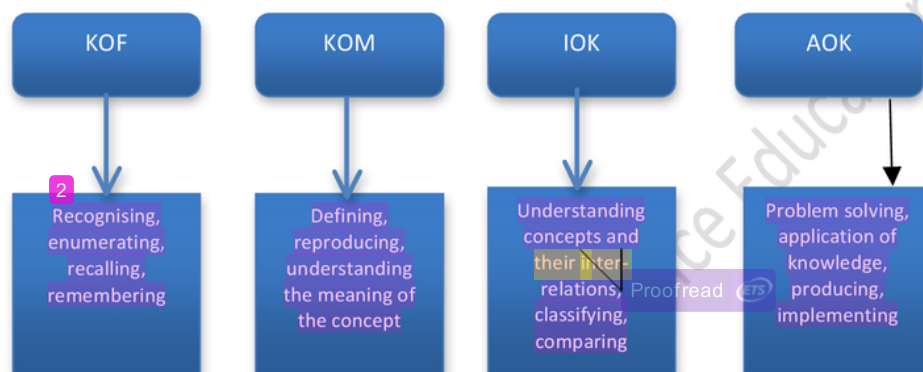 KOF
KOM
IOK
AOK
2
Recognising,
enumerating,
recalling,
remembering
Defining,
reproducing,
understanding
the meaning of
the concept
Understanding
concepts and
their inter-
relations,
classifying,
comparing
Proofread ETS
Problem solving,
application of
knowledge,
producing,
implementing